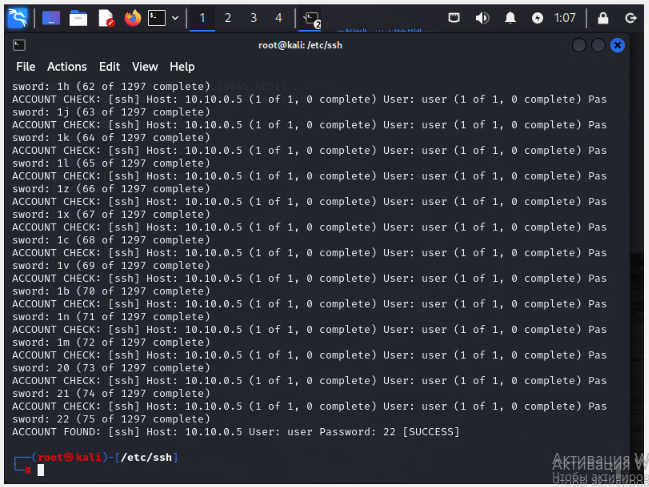 1 2 3 4 2 1:07
root@kali: /etc/ssh
File Actions Edit View Help
sword: 1h (62 of 1297 complete)
ACCOUNT CHECK: [ssh] Host: 10.10.0.5 (1 of 1, 0 complete) User: user (1 of 1, 0 complete) Pas
sword: 1j (63 of 1297 complete)
ACCOUNT CHECK: [ssh] Host: 10.10.0.5 (1 of 1, 0 complete) User: user (1 of 1, 0 complete) Pas
sword: 1k (64 of 1297 complete)
ACCOUNT CHECK: [ssh] Host: 10.10.0.5 (1 of 1, 0 complete) User: user (1 of 1, 0 complete) Pas
sword: 1l (65 of 1297 complete)
ACCOUNT CHECK: [ssh] Host: 10.10.0.5 (1 of 1, 0 complete) User: user (1 of 1, 0 complete) Pas
sword: 1z (66 of 1297 complete)
ACCOUNT CHECK: [ssh] Host: 10.10.0.5 (1 of 1, 0 complete) User: user (1 of 1, 0 complete) Pas
sword: 1x (67 of 1297 complete)
ACCOUNT CHECK: [ssh] Host: 10.10.0.5 (1 of 1, 0 complete) User: user (1 of 1, 0 complete) Pas
sword: 1c (68 of 1297 complete)
ACCOUNT CHECK: [ssh] Host: 10.10.0.5 (1 of 1, 0 complete) User: user (1 of 1, 0 complete) Pas
sword: 1v (69 of 1297 complete)
ACCOUNT CHECK: [ssh] Host: 10.10.0.5 (1 of 1, 0 complete) User: user (1 of 1, 0 complete) Pas
sword: 1b (70 of 1297 complete)
ACCOUNT CHECK: [ssh] Host: 10.10.0.5 (1 of 1, 0 complete) User: user (1 of 1, 0 complete) Pas
sword: 1n (71 of 1297 complete)
ACCOUNT CHECK: [ssh] Host: 10.10.0.5 (1 of 1, 0 complete) User: user (1 of 1, 0 complete) Pas
sword: 1m (72 of 1297 complete)
ACCOUNT CHECK: [ssh] Host: 10.10.0.5 (1 of 1, 0 complete) User: user (1 of 1, 0 complete) Pas
sword: 20 (73 of 1297 complete)
ACCOUNT CHECK: [ssh] Host: 10.10.0.5 (1 of 1, 0 complete) User: user (1 of 1, 0 complete) Pas
sword: 21 (74 of 1297 complete)
ACCOUNT CHECK: [ssh] Host: 10.10.0.5 (1 of 1, 0 complete) User: user (1 of 1, 0 complete) Pas
sword: 22 (75 of 1297 complete)
ACCOUNT FOUND: [ssh] Host: 10.10.0.5 User: user Password: 22 [SUCCESS]
┌──(root㉿kali)-[/etc/ssh]
└─#
Активация W
Чтобы активиров